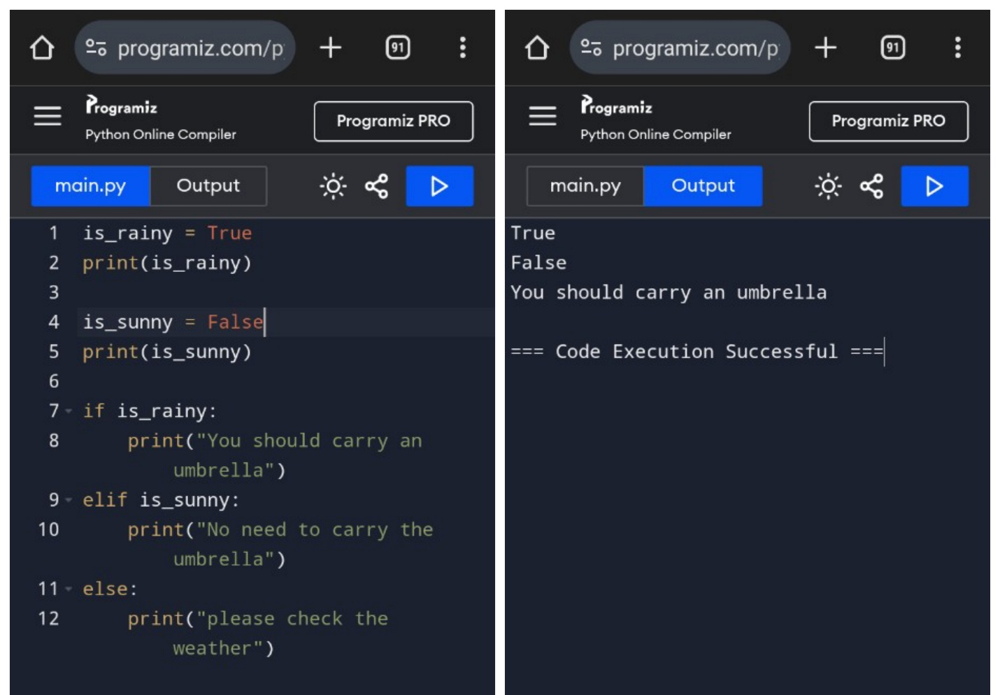 programiz.com/p
91
Programiz
Python Online Compiler
Programiz PRO
main.py
Output
1 is_rainy = True
2 print(is_rainy)
3
4 is_sunny = False
5 print(is_sunny)
6
7 if is_rainy:
8 print("You should carry an
umbrella")
9 elif is_sunny:
10 print("No need to carry the
umbrella")
11 else:
12 print("please check the
weather")
programiz.com/p
91
Programiz
Python Online Compiler
Programiz PRO
main.py
Output
True
False
You should carry an umbrella
=== Code Execution Successful ===